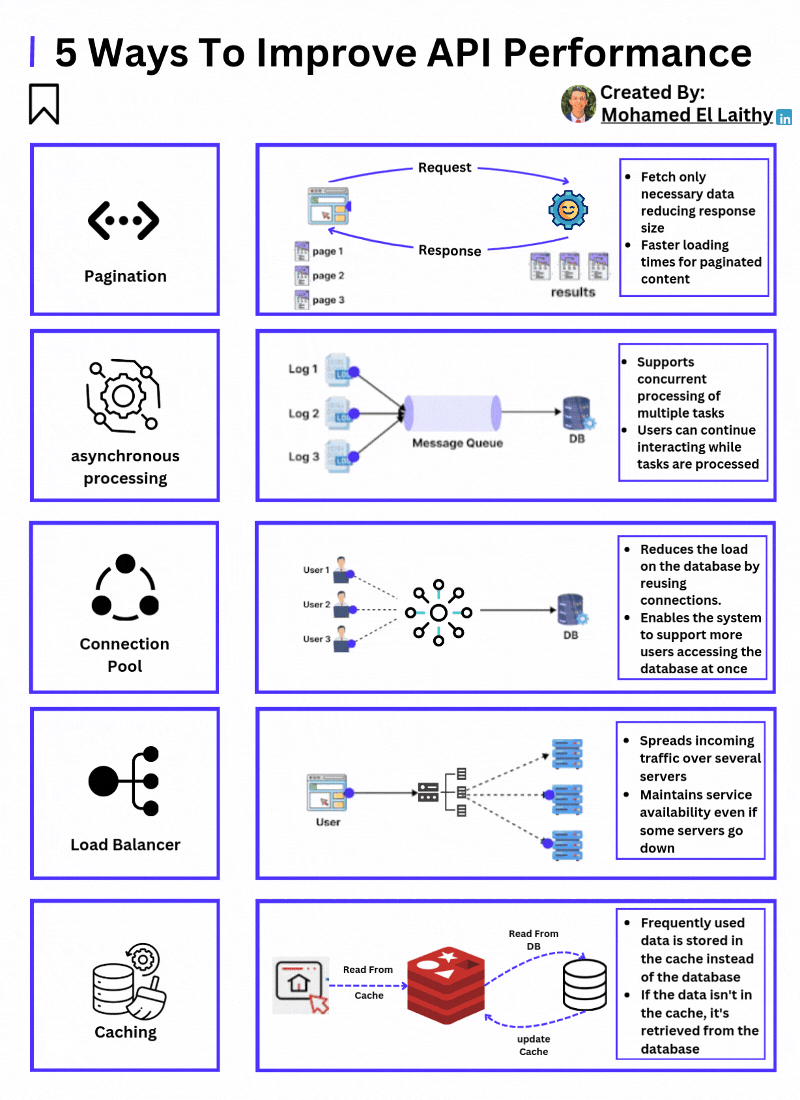 5 Ways To Improve API Performance
Created By:
Mohamed El Laithy
in
Pagination
Request
Response
page 1
page 2
page 3
results
• Fetch only
necessary data
reducing response
size
• Faster loading
times for paginated
content
asynchronous
processing
Log 1
Log 2
Log 3
LOG
LOG
LOG
Message Queue
DB
• Supports
concurrent
processing of
multiple tasks
• Users can continue
interacting while
tasks are processed
Connection
Pool
User 1
User 2
User 3
DB
• Reduces the load
on the database by
reusing
connections.
• Enables the system
to support more
users accessing the
database at once
Load Balancer
User
• Spreads incoming
traffic over several
servers
• Maintains service
availability even if
some servers go
down
Caching
Read From
Cache
Read From
DB
update
Cache
• Frequently used
data is stored in
the cache instead
of the database
• If the data isn't in
the cache, it's
retrieved from the
database